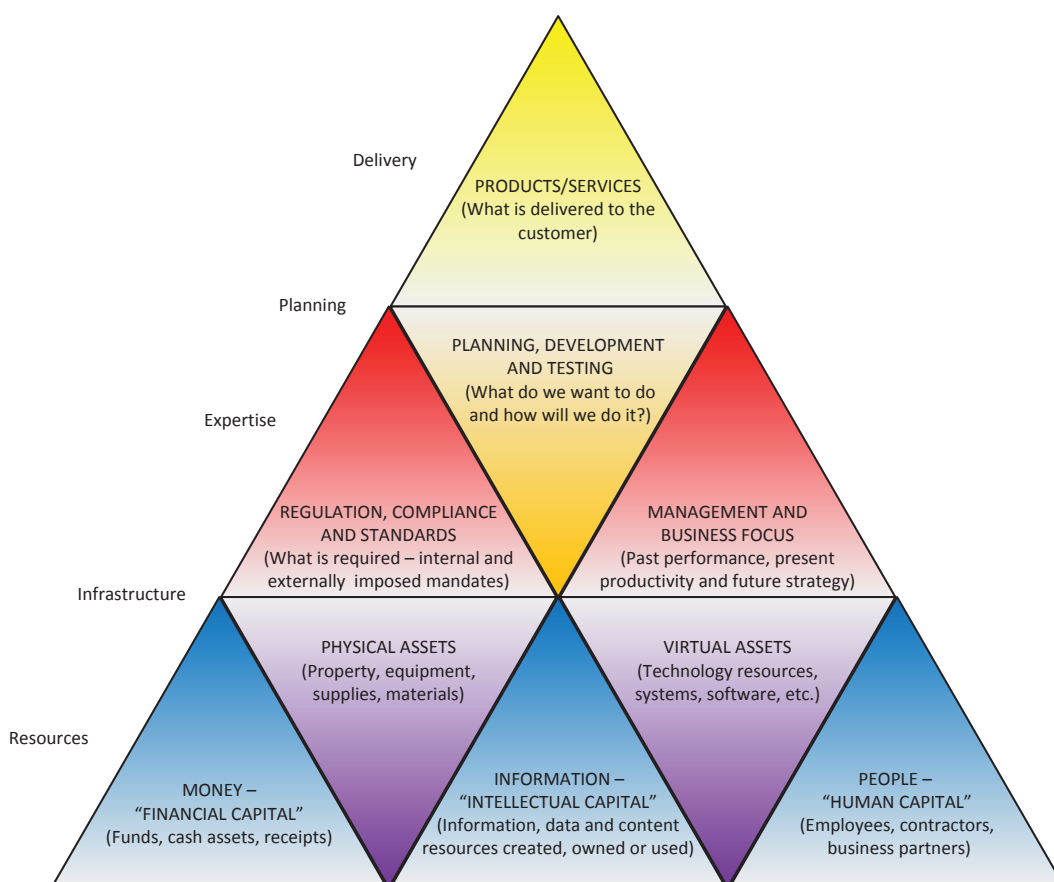 Delivery
PRODUCTS/SERVICES
(What is delivered to the
customer)
Planning
PLANNING, DEVELOPMENT
AND TESTING
(What do we want to do
and how will we do it?)
Expertise
REGULATION, COMPLIANCE
AND STANDARDS
(What is required – internal and
externally imposed mandates)
MANAGEMENT AND
BUSINESS FOCUS
(Past performance, present
productivity and future strategy)
Infrastructure
PHYSICAL ASSETS
(Property, equipment,
supplies, materials)
VIRTUAL ASSETS
(Technology resources,
systems, software, etc.)
Resources
MONEY –
“FINANCIAL CAPITAL”
(Funds, cash assets, receipts)
INFORMATION –
“INTELLECTUAL CAPITAL”
(Information, data and content
resources created, owned or used)
PEOPLE –
“HUMAN CAPITAL”
(Employees, contractors,
business partners)